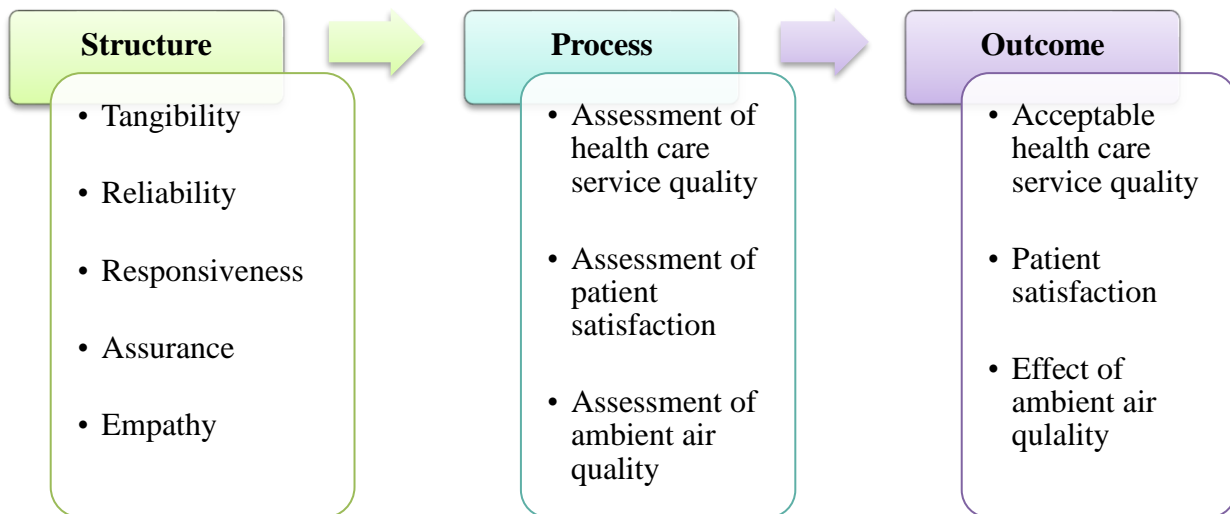 Structure
• Tangibility
• Reliability
• Responsiveness
• Assurance
• Empathy
Process
• Assessment of
health care
service quality
• Assessment of
patient
satisfaction
• Assessment of
ambient air
quality
Outcome
• Acceptable
health care
service quality
• Patient
satisfaction
• Effect of
ambient air
qulality